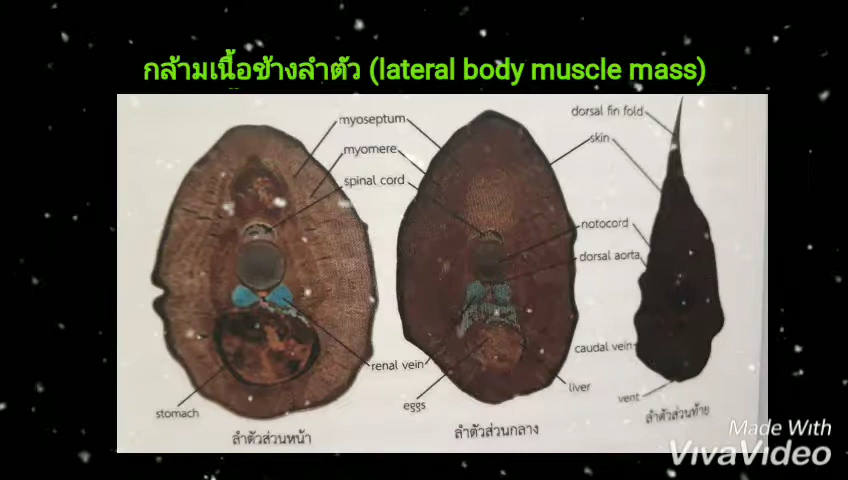 กล้ามเนื้อข้างลำตัว (lateral body muscle mass)
dorsal fin fold
myoseptum
skin
myomere
spinal cord
notocord
dorsal aorta
caudal vein
renal vein
liver
vent
eggs
stomach
ลำตัวส่วนหน้า
ลำตัวส่วนกลาง
ลำตัวส่วนท้าย
Made With
VivaVideo